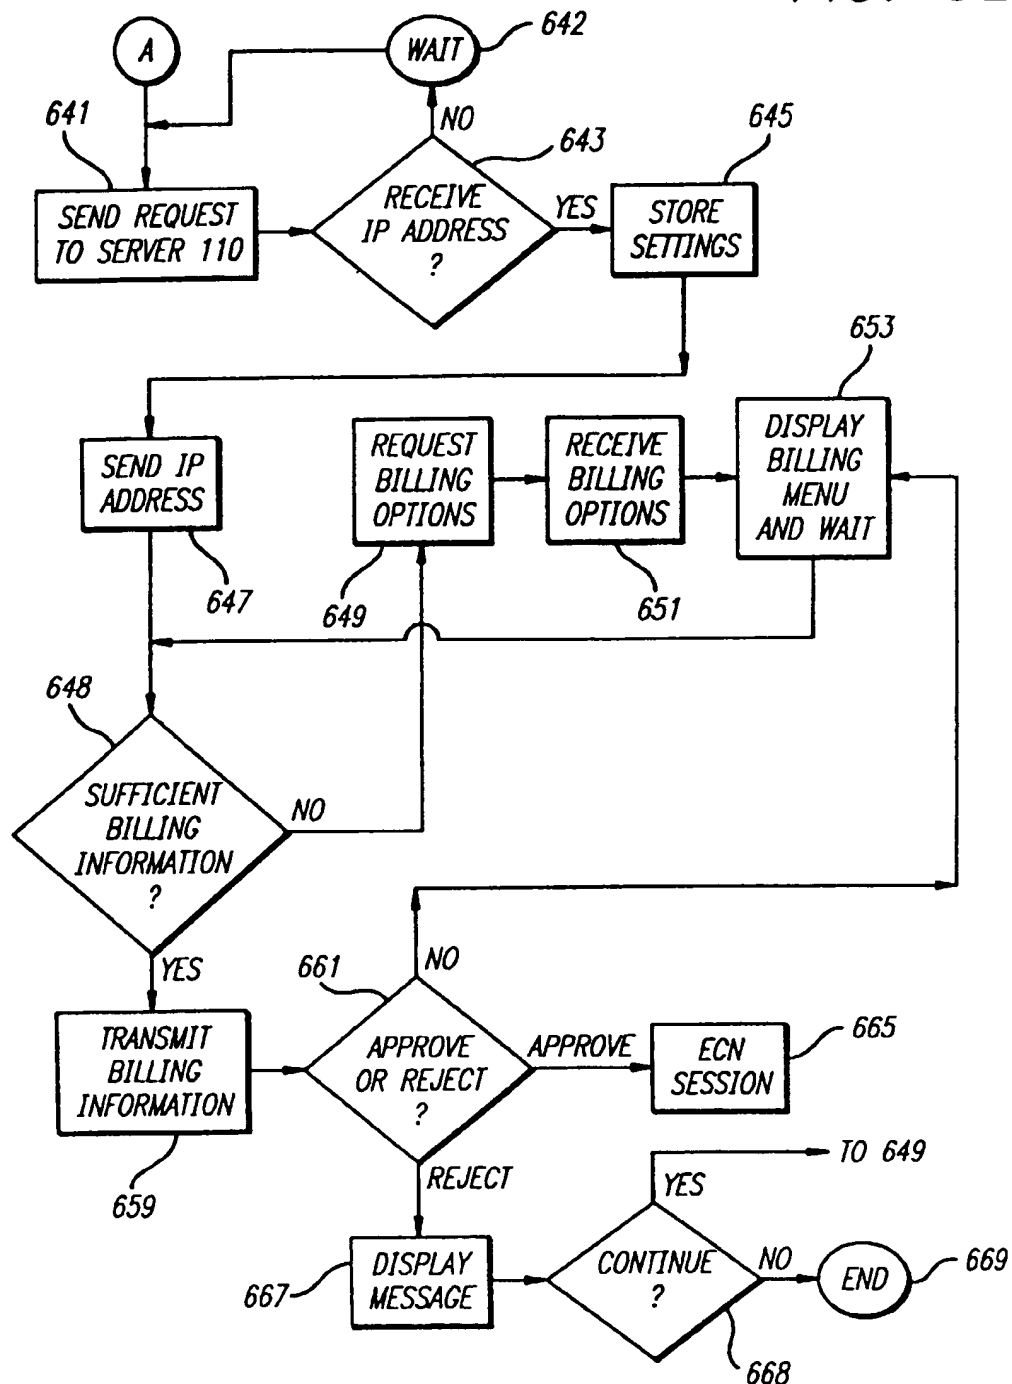 A
WAIT
642
641
NO
643
645
SEND REQUEST
TO SERVER 110
RECEIVE
IP ADDRESS
?
YES
STORE
SETTINGS
653
SEND IP
ADDRESS
REQUEST
BILLING
OPTIONS
RECEIVE
BILLING
OPTIONS
DISPLAY
BILLING
MENU
AND WAIT
647
649
651
648
SUFFICIENT
BILLING
INFORMATION
?
NO
YES
661
NO
TRANSMIT
BILLING
INFORMATION
APPROVE
OR REJECT
?
APPROVE
ECN
SESSION
665
659
REJECT
YES
TO 649
DISPLAY
MESSAGE
667
CONTINUE
?
NO
END
669
668